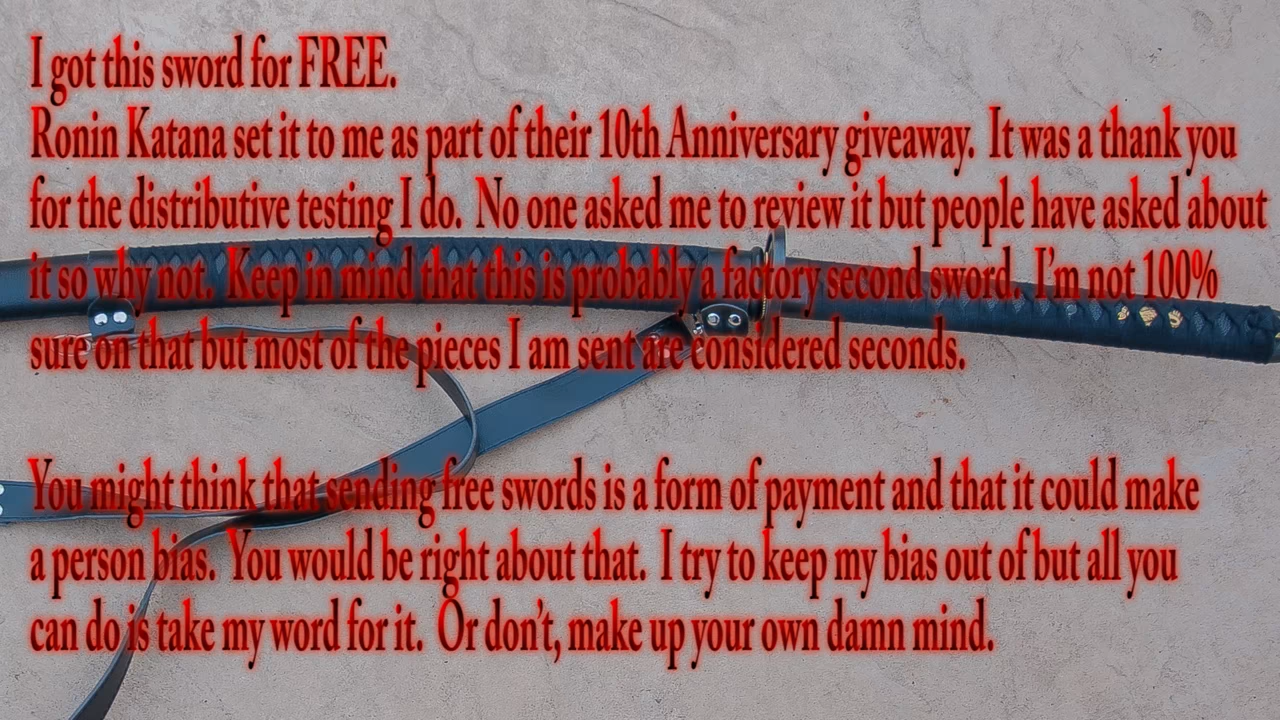 I got this sword for FREE.
Ronin Katana set it to me as part of their 10th Anniversary giveaway. It was a thank you
for the distributive testing I do. No one asked me to review it but people have asked about
it so why not. Keep in mind that this is probably a factory second sword. I'm not 100%
sure on that but most of the pieces I am sent are considered seconds.
You might think that sending free swords is a form of payment and that it could make
a person bias. You would be right about that. I try to keep my bias out of but all you
can do is take my word for it. Or don't, make up your own damn mind.